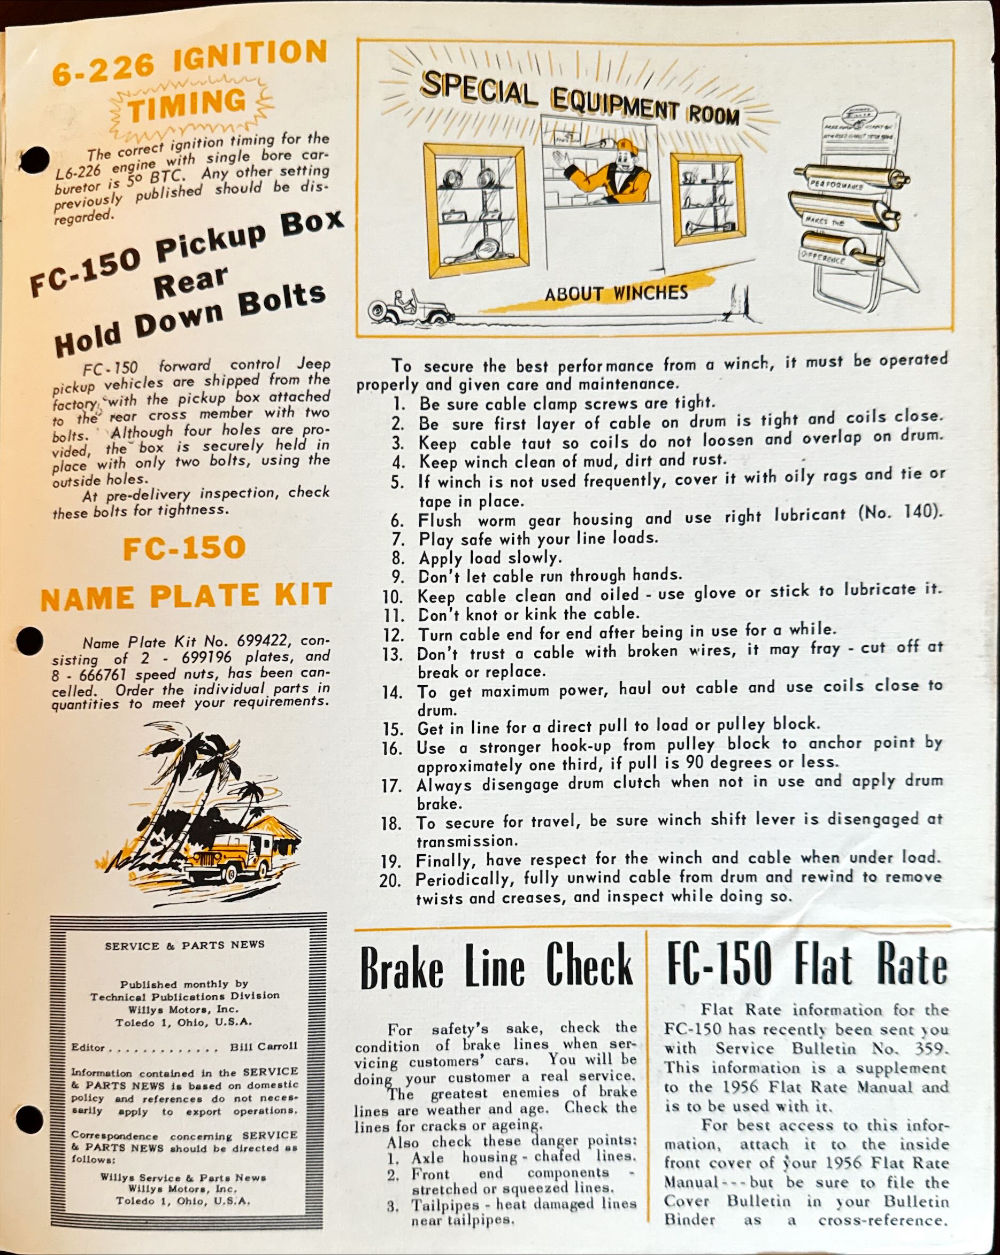 6-226 IGNITION
TIMING
The correct ignition timing for the
L6-226 engine with single bore car-
buretor is 5° BTC. Any other setting
previously published should be dis-
regarded.
FC-150 Pickup Box
Rear
Hold Down Bolts
FC-150 forward control Jeep
pickup vehicles are shipped from the
factory, with the pickup box attached
to the rear cross member with two
bolts. Although four holes are pro-
vided, the box is securely held in
place with only two bolts, using the
outside holes.
At pre-delivery inspection, check
these bolts for tightness.
FC-150
NAME PLATE KIT
Name Plate Kit No. 699422, con-
sisting of 2 - 699196 plates, and
8 - 666761 speed nuts, has been can-
celled. Order the individual parts in
quantities to meet your requirements.
SERVICE & PARTS NEWS
Published monthly by
Technical Publications Division
Willys Motors, Inc.
Toledo 1, Ohio, U.S.A.
Editor . . . . . . . . . . . . . Bill Carroll
Information contained in the SERVICE
& PARTS NEWS is based on domestic
policy and references do not neces-
sarily apply to export operations.
Correspondence concerning SERVICE
& PARTS NEWS should be directed as
follows:
Willys Service & Parts News
Willys Motors, Inc.
Toledo 1, Ohio, U.S.A.
SPECIAL EQUIPMENT ROOM
PERFORMANCE
MAKES THE
DIFFERENCE
ABOUT WINCHES
To secure the best performance from a winch, it must be operated
properly and given care and maintenance.
1. Be sure cable clamp screws are tight.
2. Be sure first layer of cable on drum is tight and coils close.
3. Keep cable taut so coils do not loosen and overlap on drum.
4. Keep winch clean of mud, dirt and rust.
5. If winch is not used frequently, cover it with oily rags and tie or
tape in place.
6. Flush worm gear housing and use right lubricant (No. 140).
7. Play safe with your line loads.
8. Apply load slowly.
9. Don't let cable run through hands.
10. Keep cable clean and oiled - use glove or stick to lubricate it.
11. Don't knot or kink the cable.
12. Turn cable end for end after being in use for a while.
13. Don't trust a cable with broken wires, it may fray - cut off at
break or replace.
14. To get maximum power, haul out cable and use coils close to
drum.
15. Get in line for a direct pull to load or pulley block.
16. Use a stronger hook-up from pulley block to anchor point by
approximately one third, if pull is 90 degrees or less.
17. Always disengage drum clutch when not in use and apply drum
brake.
18. To secure for travel, be sure winch shift lever is disengaged at
transmission.
19. Finally, have respect for the winch and cable when under load.
20. Periodically, fully unwind cable from drum and rewind to remove
twists and creases, and inspect while doing so.
Brake Line Check
For safety's sake, check the
condition of brake lines when ser-
vicing customers' cars. You will be
doing your customer a real service.
The greatest enemies of brake
lines are weather and age. Check the
lines for cracks or ageing.
Also check these danger points:
1. Axle housing - chafed lines.
2. Front end components -
stretched or squeezed lines.
3. Tailpipes - heat damaged lines
near tailpipes.
FC-150 Flat Rate
Flat Rate information for the
FC-150 has recently been sent you
with Service Bulletin No. 359.
This information is a supplement
to the 1956 Flat Rate Manual and
is to be used with it.
For best access to this infor-
mation, attach it to the inside
front cover of your 1956 Flat Rate
Manual - - - but be sure to file the
Cover Bulletin in your Bulletin
Binder as a cross-reference.